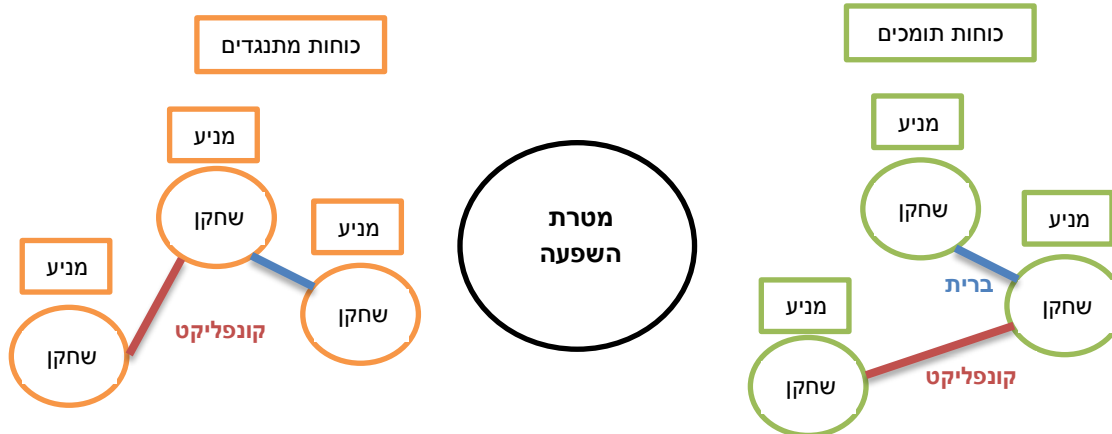 כוחות תומכים
כוחות מתנגדים
מניע
שחקן
מניע
שחקן
ברית
מניע
שחקן
קונפליקט
מטרת
השפעה
מניע
שחקן
מניע
שחקן
מניע
שחקן
קונפליקט